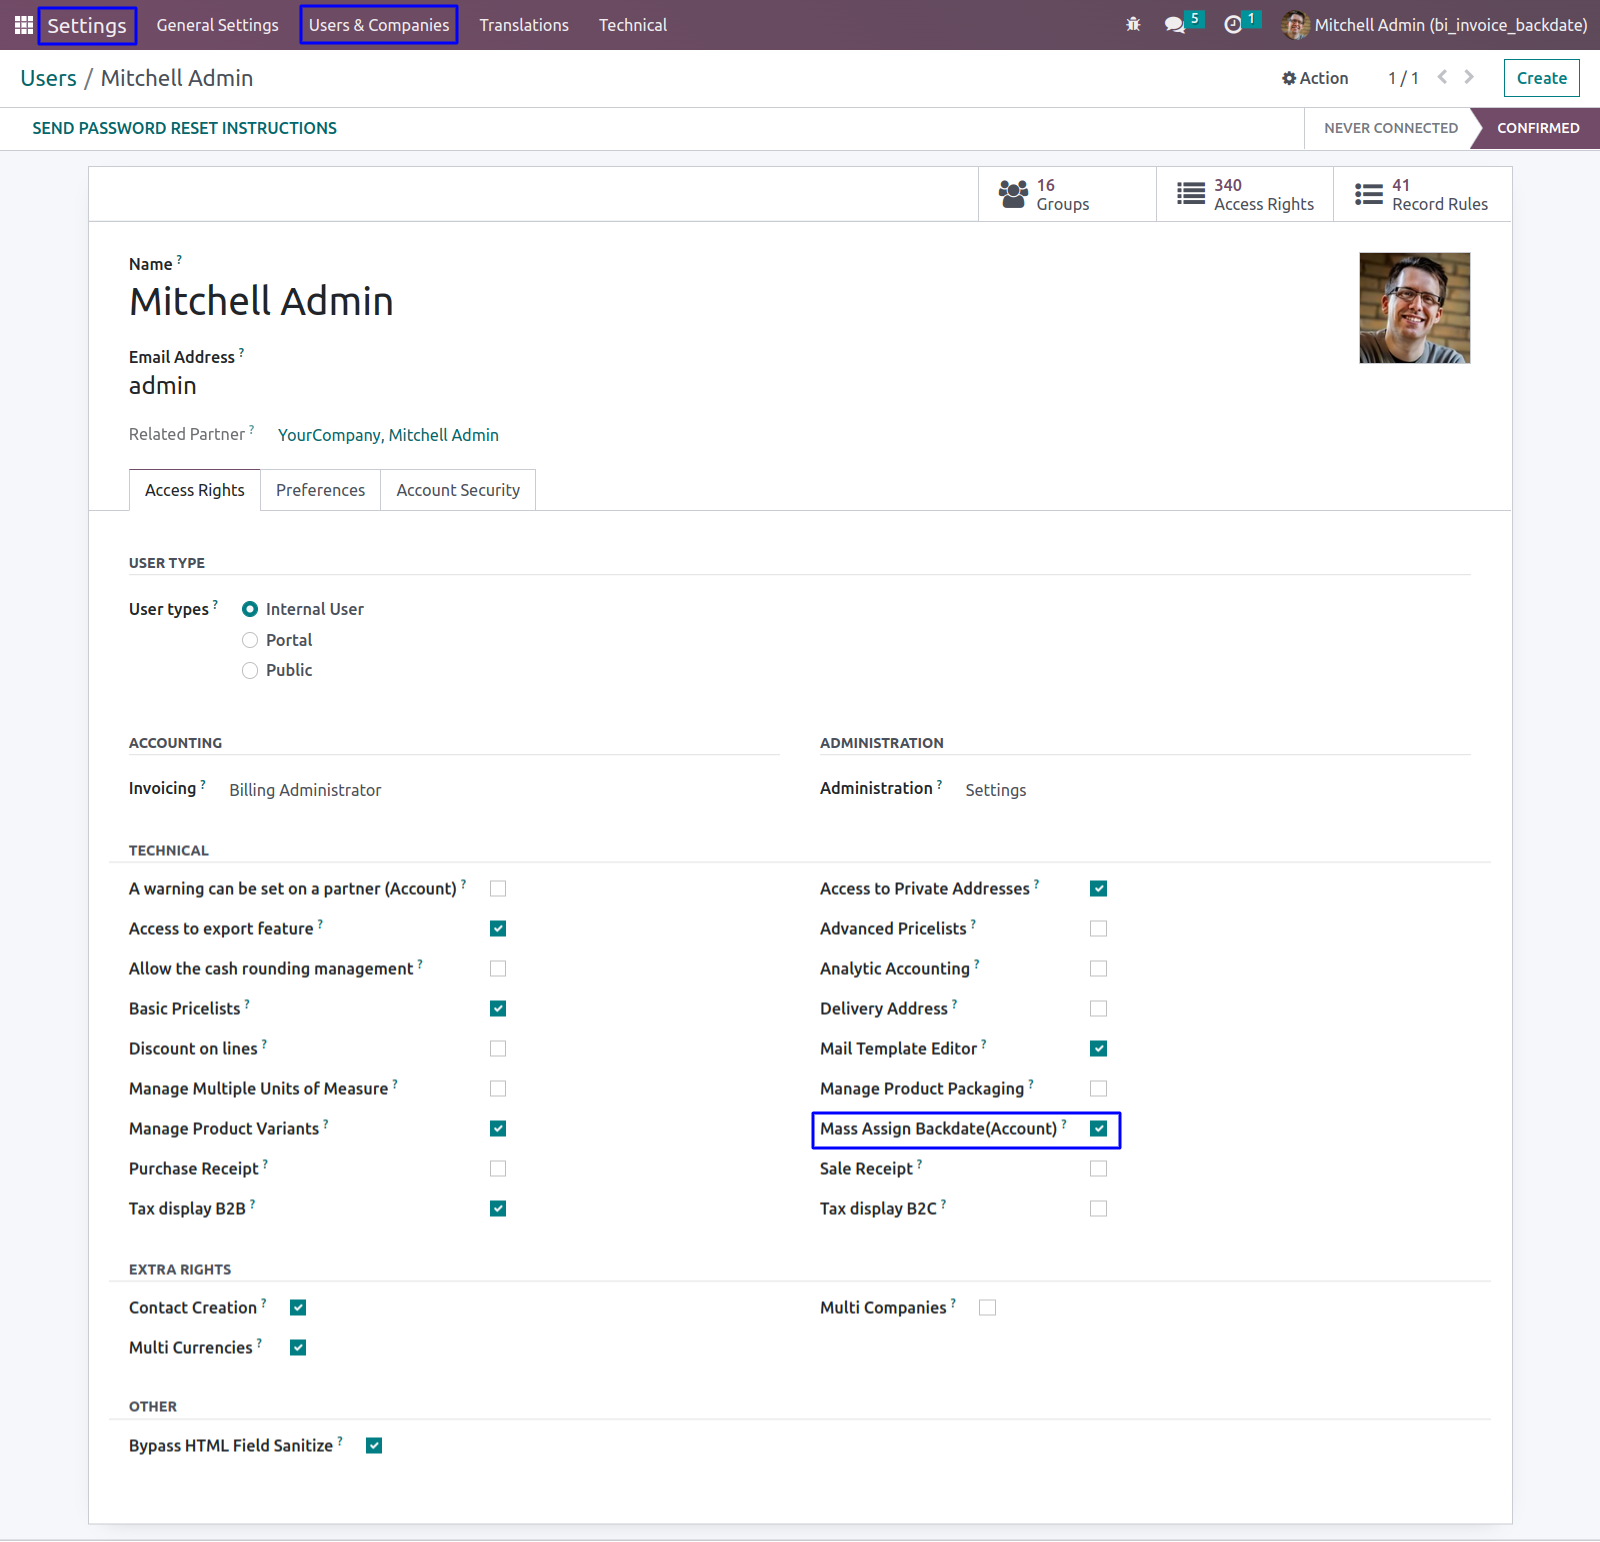 Settings General Settings Users & Companies Translations Technical 5 1 Mitchell Admin (bi_invoice_backdate)
Users / Mitchell Admin Action 1 / 1 Create
SEND PASSWORD RESET INSTRUCTIONS NEVER CONNECTED CONFIRMED
16 Groups
340 Access Rights
41 Record Rules
Name ?
Mitchell Admin
Email Address ?
admin
Related Partner ? YourCompany, Mitchell Admin
Access Rights Preferences Account Security
USER TYPE
User types ? Internal User
Portal
Public
ACCOUNTING ADMINISTRATION
Invoicing ? Billing Administrator Administration ? Settings
TECHNICAL
A warning can be set on a partner (Account) ? Access to Private Addresses ?
Access to export feature ? Advanced Pricelists ?
Allow the cash rounding management ? Analytic Accounting ?
Basic Pricelists ? Delivery Address ?
Discount on lines ? Mail Template Editor ?
Manage Multiple Units of Measure ? Manage Product Packaging ?
Manage Product Variants ? Mass Assign Backdate(Account) ?
Purchase Receipt ? Sale Receipt ?
Tax display B2B ? Tax display B2C ?
EXTRA RIGHTS
Contact Creation ? Multi Companies ?
Multi Currencies ?
OTHER
Bypass HTML Field Sanitize ?